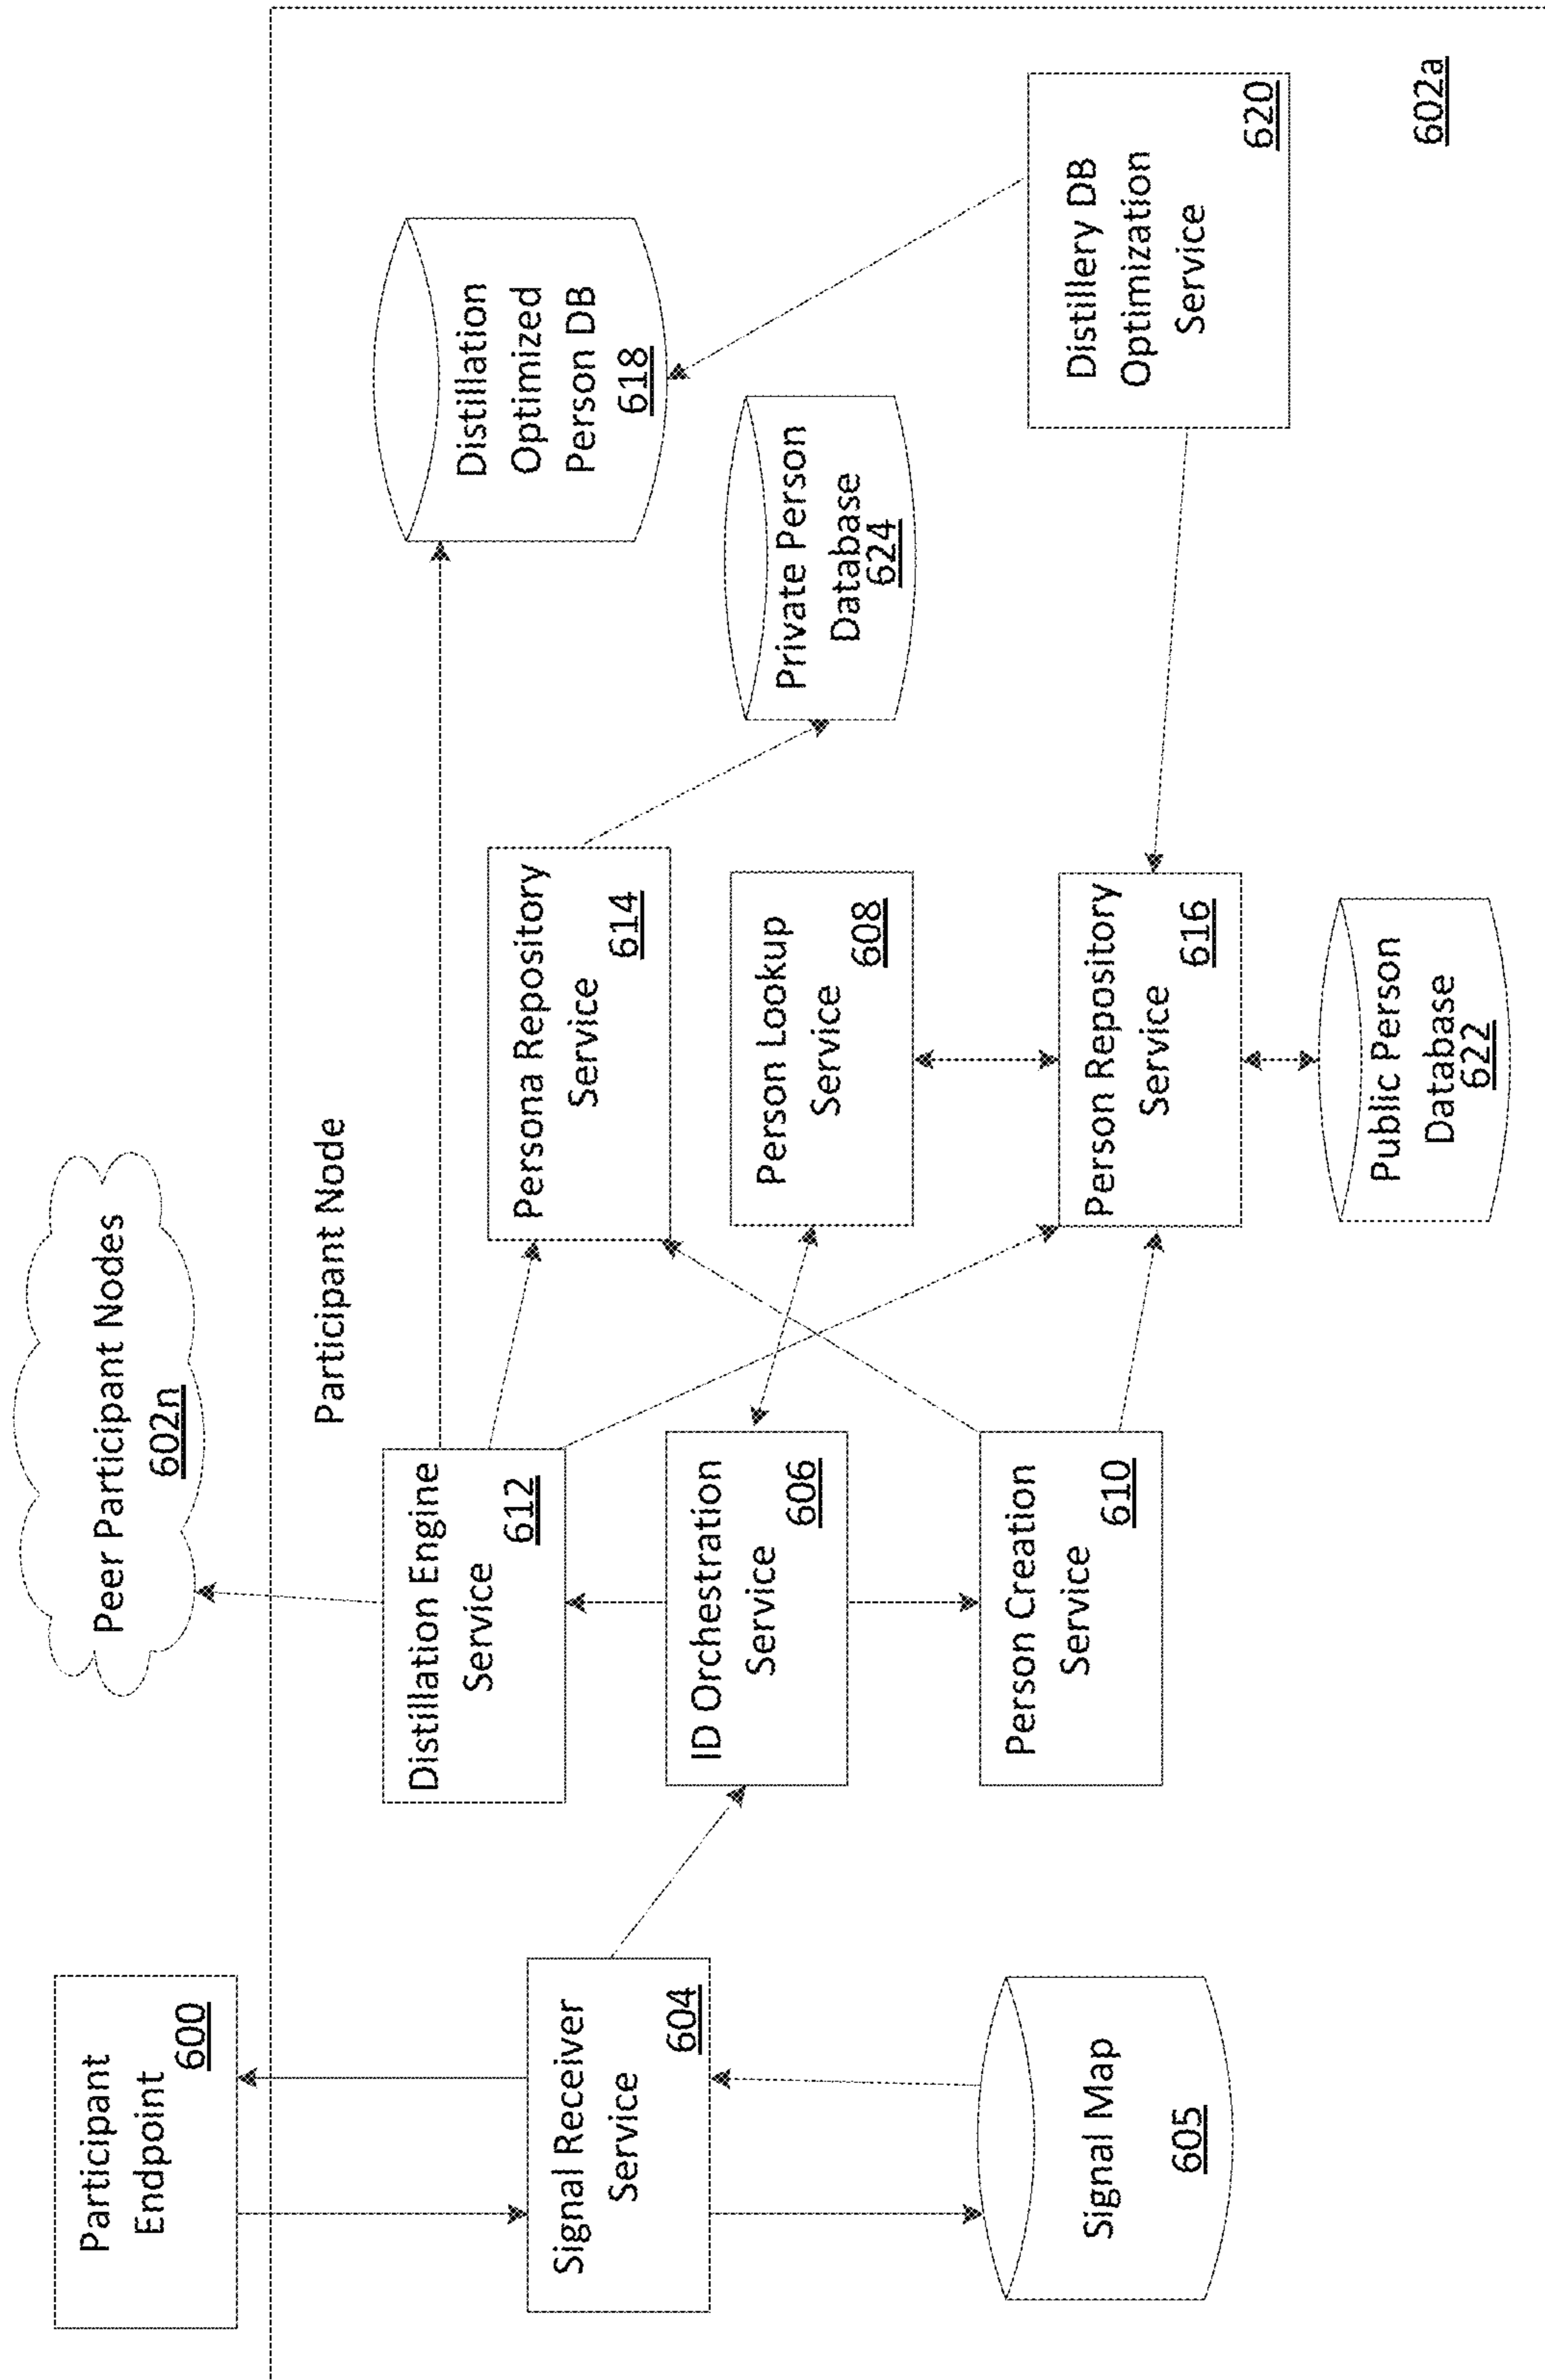 Participant
Endpoint
600
Peer Participant Nodes
602n
Participant Node
Signal Receiver
Service
604
Signal Map
605
Distillation Engine
Service
612
ID Orchestration
Service
606
Person Creation
Service
610
Persona Repository
Service
614
Person Lookup
Service
608
Person Repository
Service
616
Public Person
Database
622
Distillation
Optimized
Person DB
618
Private Person
Database
624
Distillery DB
Optimization
Service
620
602a